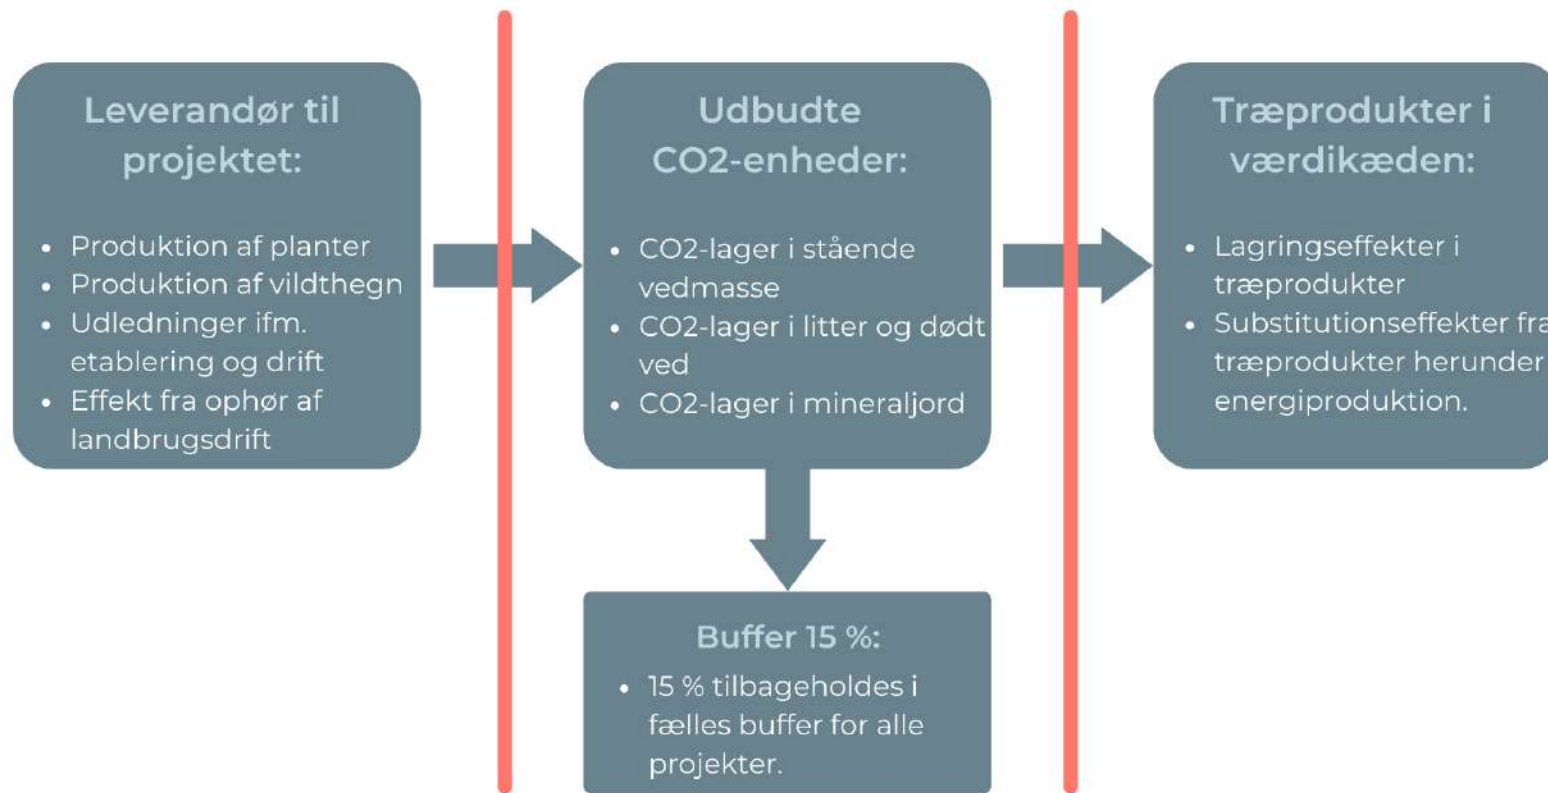 Leverandør til
projektet:
• Produktion af planter
• Produktion af vildthegn
• Udledninger ifm.
etablering og drift
• Effekt fra ophør af
landbrugsdrift
Udbudte
CO2-enheder:
• CO2-lager i stående
vedmasse
• CO2-lager i litter og dødt
ved
• CO2-lager i mineraljord
Buffer 15 %:
• 15 % tilbageholdes i
fælles buffer for alle
projekter.
Træprodukter i
værdikæden:
• Lagringseffekter i
træprodukter
• Substitutionseffekter fra
træprodukter herunder
energiproduktion.